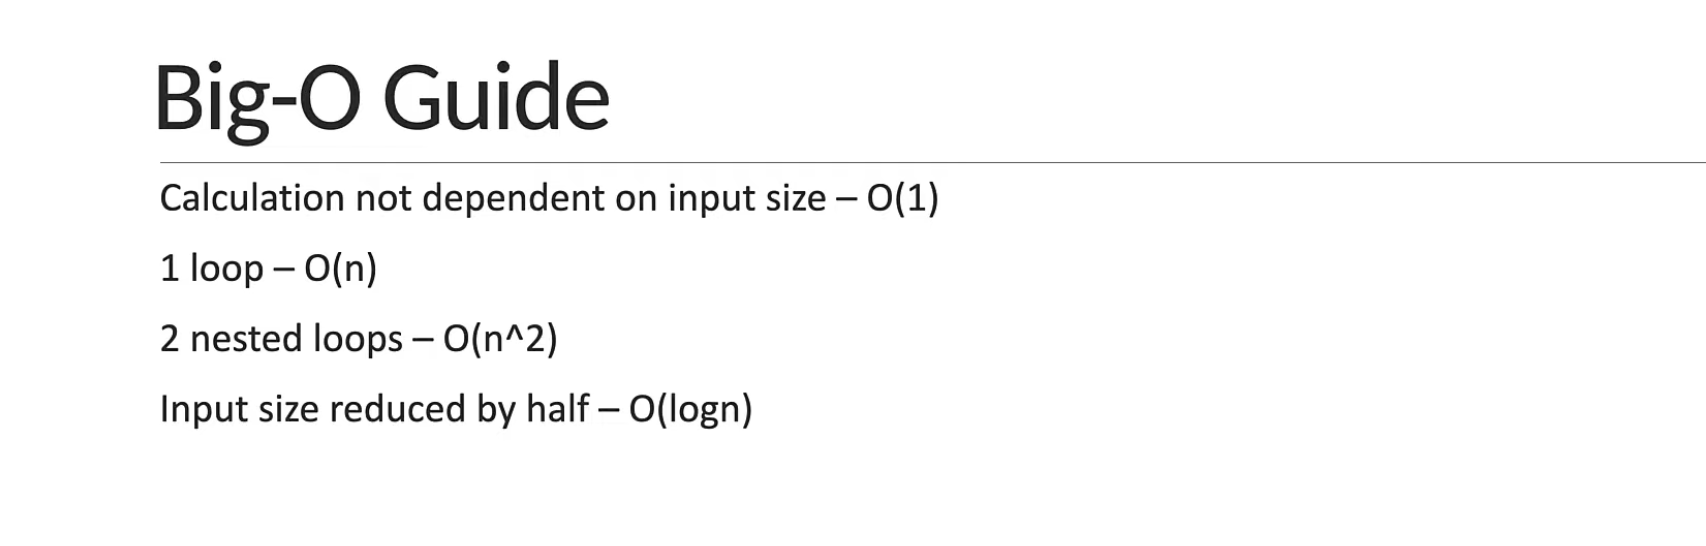 Big-O Guide
Calculation not dependent on input size – O(1)
1 loop – O(n)
2 nested loops – O(n^2)
Input size reduced by half – O(logn)